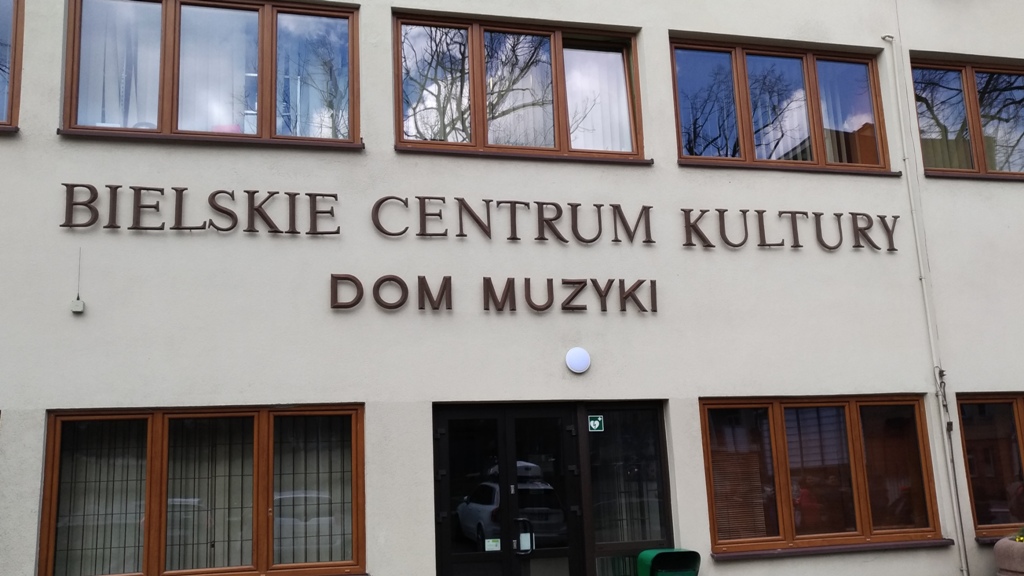 BIELSKIE CENTRUM KULTURY
DOM MUZYKI